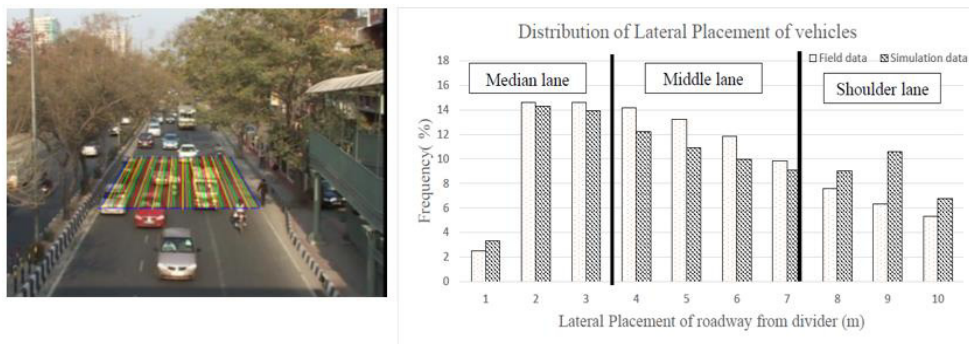 Distribution of Lateral Placement of vehicles
Field data Simulation data
Median lane Middle lane Shoulder lane
Frequency( %)
18
16
14
12
10
8
6
4
2
0
1 2 3 4 5 6 7 8 9 10
Lateral Placement of roadway from divider (m)